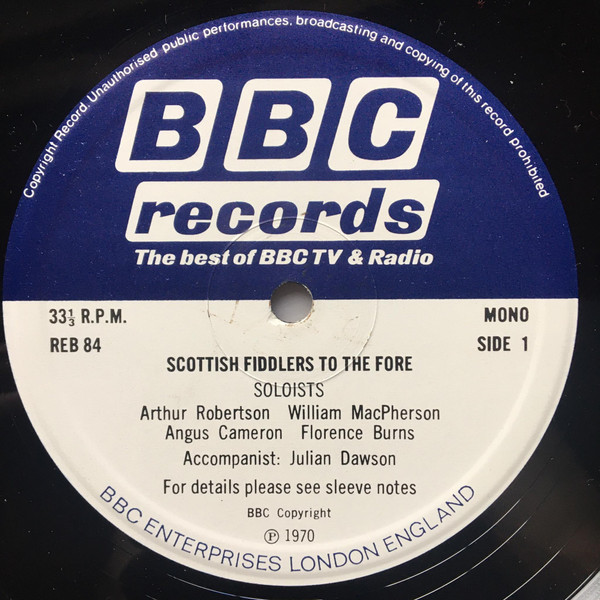 Copyright Record. Unauthorised public performances, broadcasting and copying of this record prohibited
BBC
records
The best of BBC TV & Radio
33⅓ R.P.M.
MONO
REB 84
SIDE 1
SCOTTISH FIDDLERS TO THE FORE
SOLOISTS
Arthur Robertson William MacPherson
Angus Cameron Florence Burns
Accompanist: Julian Dawson
For details please see sleeve notes
BBC Copyright
℗ 1970
BBC ENTERPRISES LONDON ENGLAND